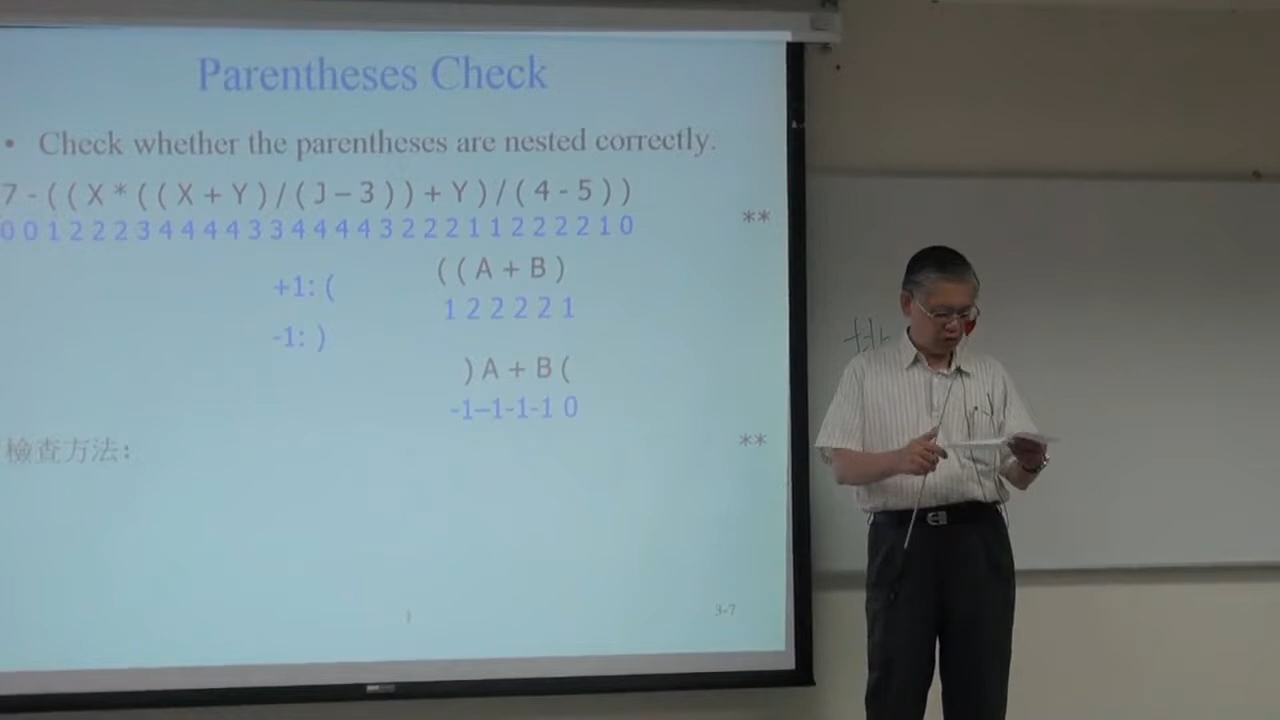 Parentheses Check
• Check whether the parentheses are nested correctly.
7 - ( ( X * ( ( X + Y ) / ( J – 3 ) ) + Y ) / ( 4 - 5 ) )
0 0 1 2 2 2 3 4 4 4 4 3 3 4 4 4 4 3 2 2 2 1 1 2 2 2 2 1 0
**
+1: (
( ( A + B )
1 2 2 2 2 1
-1: )
) A + B (
-1–1-1-1 0
檢查方法:
**
3-7